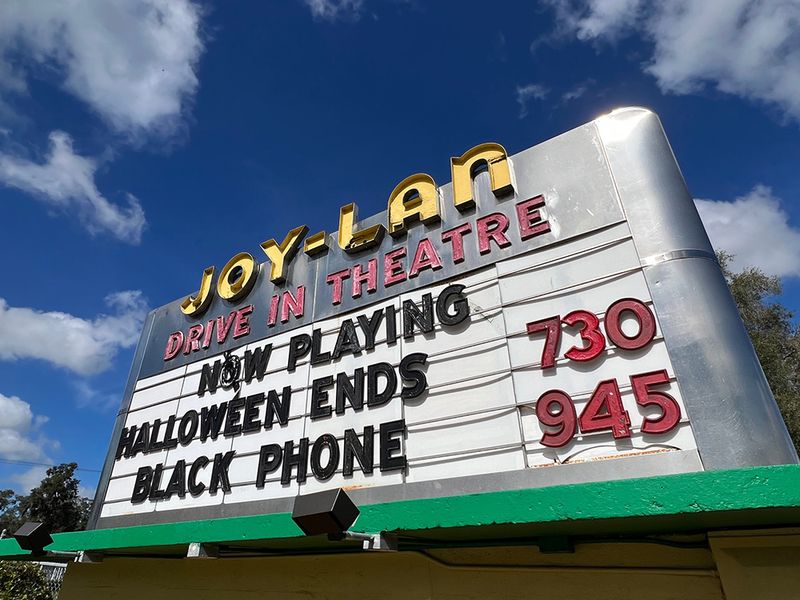 JOY-LAN
DRIVE IN THEATRE
NOW PLAYING
HALLOWEEN ENDS 730
BLACK PHONE 945